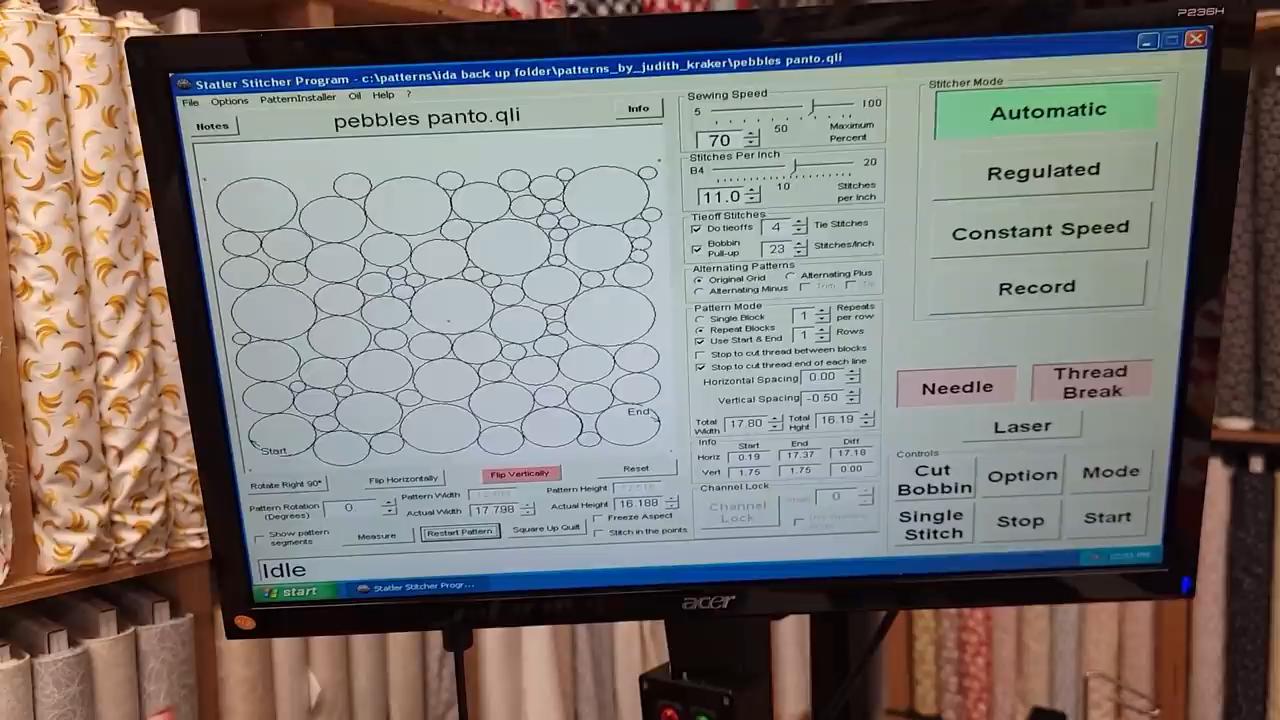 P236H
Statler Stitcher Program - c:\patterns\ida back up folder\patterns_by_judith_kraker\pebbles panto.qli
File Options PatternInstaller Oil Help ?
Notes
pebbles panto.qli
Info
Start
End
Rotate Right 90°
Flip Horizontally
Flip Vertically
Reset
Pattern Rotation (Degrees)
0
Pattern Width
Pattern Height
Actual Width
17.798
Actual Height
16.188
Show pattern segments
Measure
Restart Pattern
Square Up Quilt
Freeze Aspect
Stitch in the points
Sewing Speed
5
50
100
70
Maximum Percent
Stitches Per Inch
B4
10
20
11.0
Stitches per Inch
Tieoff Stitches
Do tieoffs
4
Tie Stitches
Bobbin Pull-up
23
Stitches/Inch
Alternating Patterns
Original Grid
Alternating Plus
Alternating Minus
Trim
Pattern Mode
Single Block
1
Repeats per row
Repeat Blocks
Use Start & End
1
Rows
Stop to cut thread between blocks
Stop to cut thread end of each line
Horizontal Spacing
0.00
Vertical Spacing
-0.50
Total Width
17.80
Total Hght
16.19
Info Start End Diff
Horiz 0.19 17.37 17.18
Vert 1.75 1.75 0.00
Channel Lock
Channel Lock
0
Stitcher Mode
Automatic
Regulated
Constant Speed
Record
Needle
Thread Break
Laser
Controls
Cut Bobbin
Option
Mode
Single Stitch
Stop
Start
Idle
start
Statler Stitcher Progr...
acer